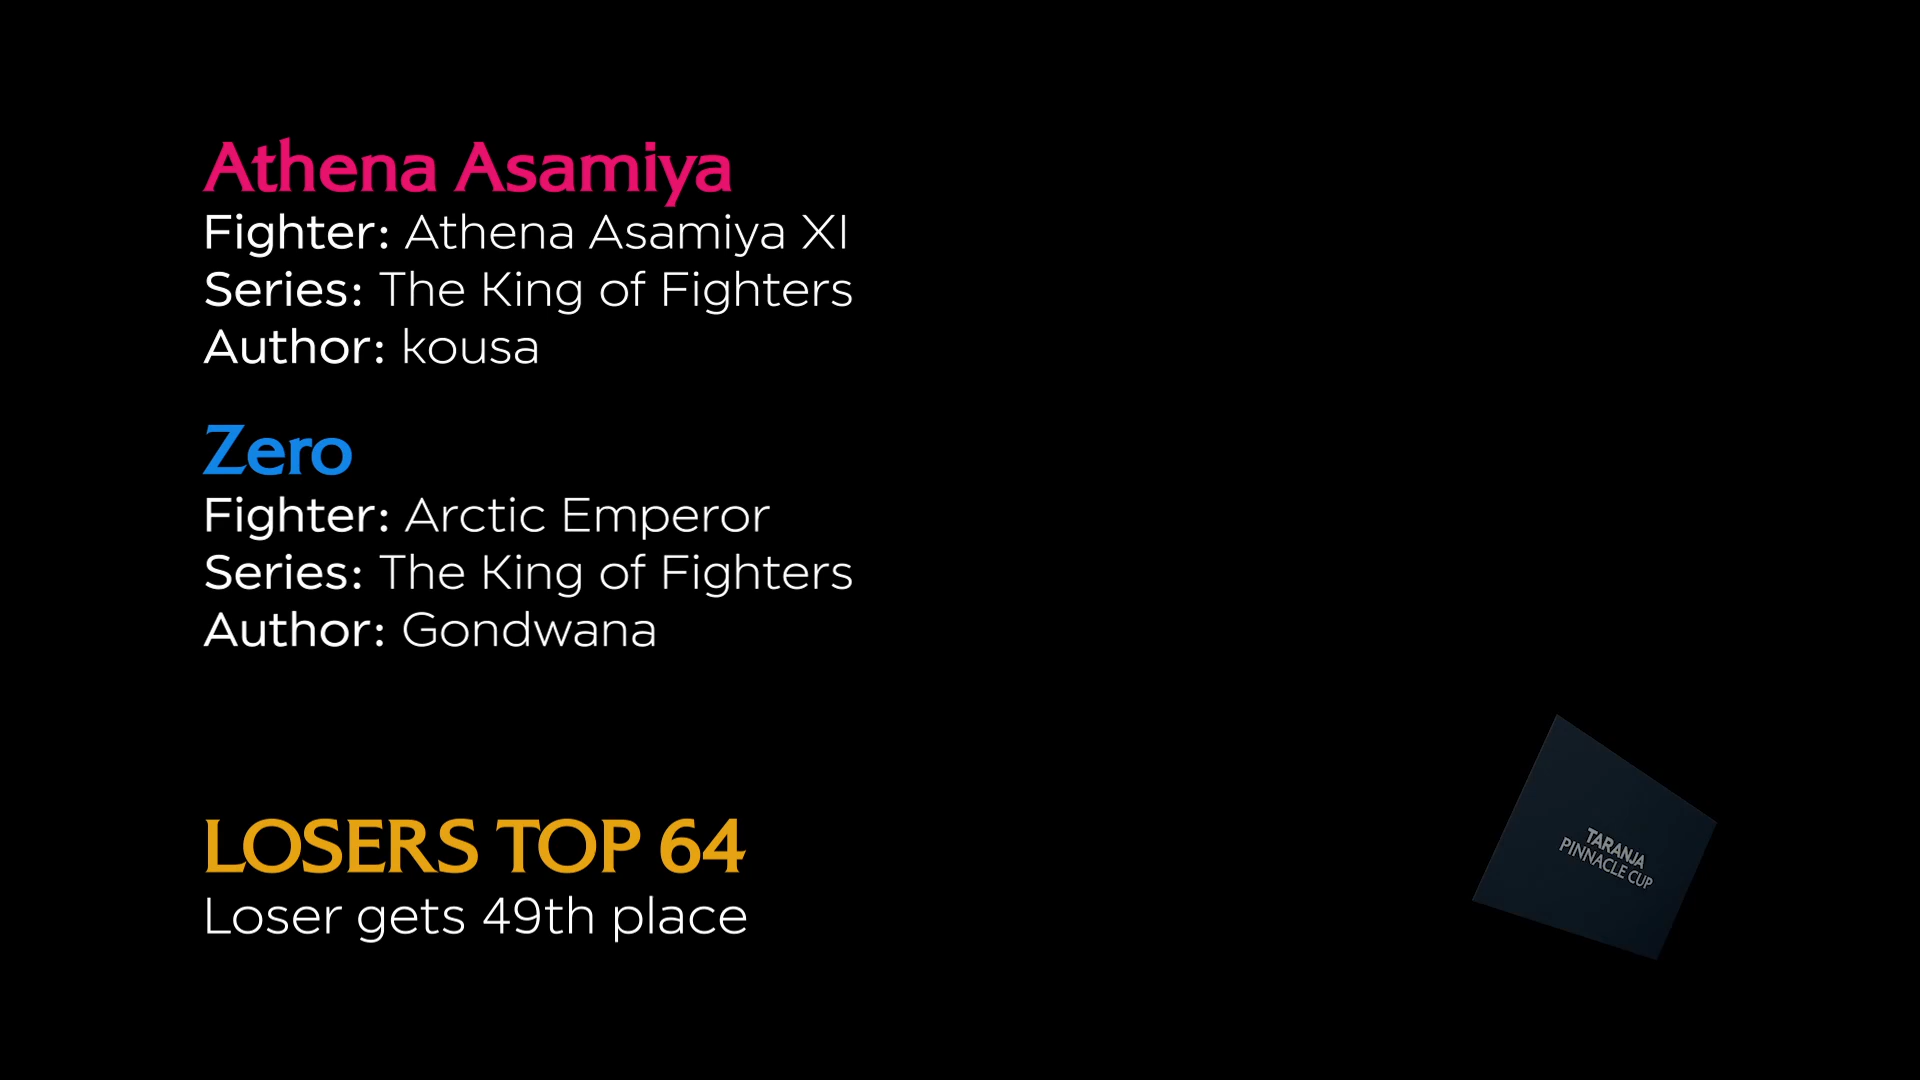 Athena Asamiya
Fighter: Athena Asamiya XI
Series: The King of Fighters
Author: kousa
Zero
Fighter: Arctic Emperor
Series: The King of Fighters
Author: Gondwana
LOSERS TOP 64
Loser gets 49th place
TARANJA
PINNACLE CUP